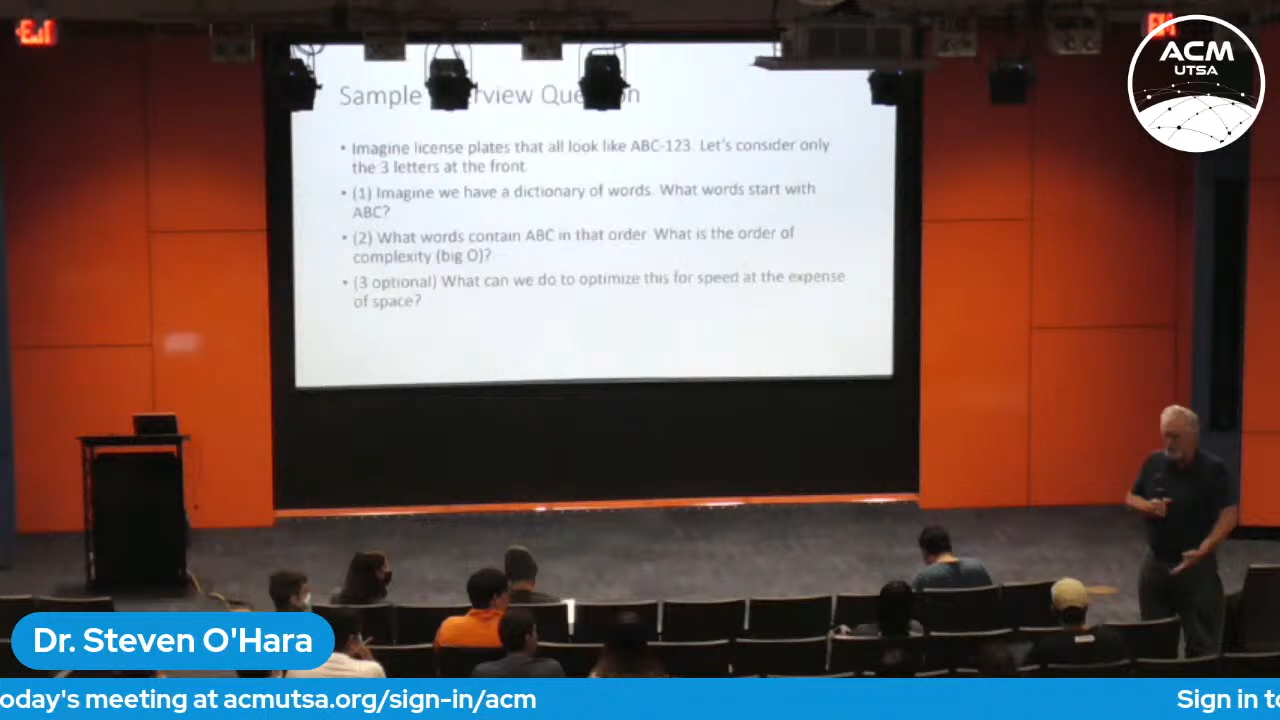 EXIT
ACM
UTSA
Sample Question
• Imagine license plates that all look like ABC-123. Let's consider only
the 3 letters at the front.
• (1) Imagine we have a dictionary of words. What words start with
ABC?
• (2) What words contain ABC in that order. What is the order of
complexity (big O)?
• (3 optional) What can we do to optimize this for speed at the expense
of space?
Dr. Steven O'Hara
oday's meeting at acmutsa.org/sign-in/acm
Sign in to